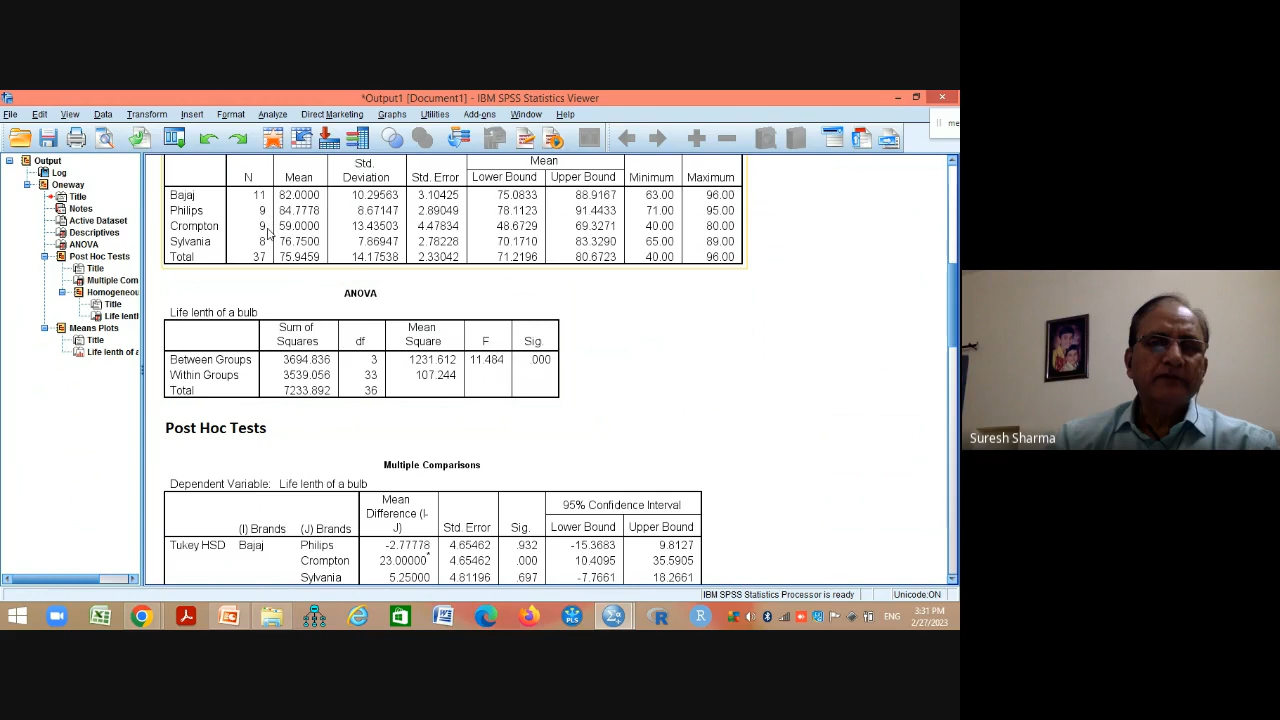 *Output1 [Document1] - IBM SPSS Statistics Viewer
File Edit View Data Transform Insert Format Analyze Direct Marketing Graphs Utilities Add-ons Window Help
me
Output
Log
Oneway
Title
Notes
Active Dataset
Descriptives
ANOVA
Post Hoc Tests
Title
Multiple Com
Homogeneou
Title
Life lent
Means Plots
Title
Life lenth of a
N Mean Std. Deviation Std. Error Mean Lower Bound Upper Bound Minimum Maximum
Bajaj 11 82.0000 10.29563 3.10425 75.0833 88.9167 63.00 96.00
Philips 9 84.7778 8.67147 2.89049 78.1123 91.4433 71.00 95.00
Crompton 9 59.0000 13.43503 4.47834 48.6729 69.3271 40.00 80.00
Sylvania 8 76.7500 7.86947 2.78228 70.1710 83.3290 65.00 89.00
Total 37 75.9459 14.17538 2.33042 71.2196 80.6723 40.00 96.00
ANOVA
Life lenth of a bulb
Sum of Squares df Mean Square F Sig.
Between Groups 3694.836 3 1231.612 11.484 .000
Within Groups 3539.056 33 107.244
Total 7233.892 36
Post Hoc Tests
Multiple Comparisons
Dependent Variable: Life lenth of a bulb
(I) Brands (J) Brands Mean Difference (I-J) Std. Error Sig. 95% Confidence Interval Lower Bound Upper Bound
Tukey HSD Bajaj Philips -2.77778 4.65462 .932 -15.3683 9.8127
Crompton 23.00000* 4.65462 .000 10.4095 35.5905
Sylvania 5.25000 4.81196 .697 -7.7661 18.2661
IBM SPSS Statistics Processor is ready Unicode:ON
PLS
R
R
ENG
3:31 PM
2/27/2023
Suresh Sharma